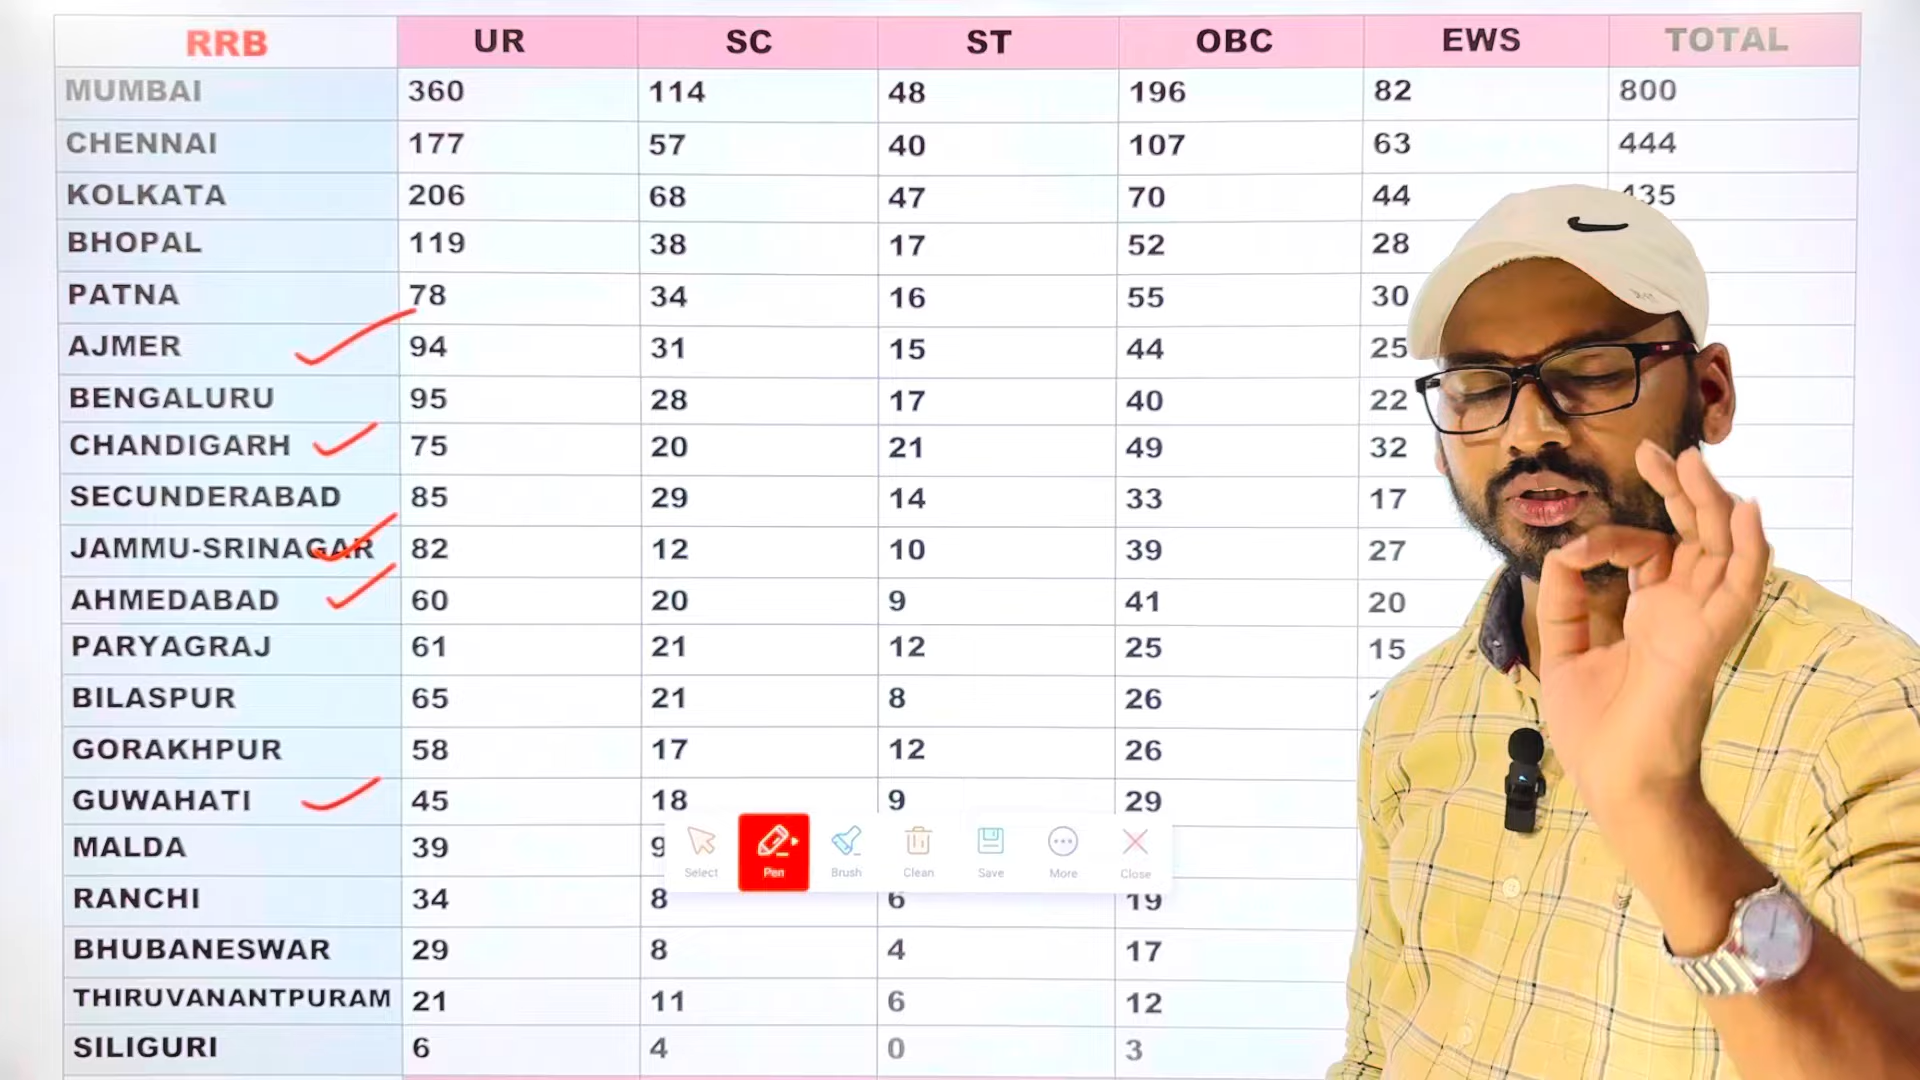 RRB UR SC ST OBC EWS TOTAL
MUMBAI 360 114 48 196 82 800
CHENNAI 177 57 40 107 63 444
KOLKATA 206 68 47 70 44 435
BHOPAL 119 38 17 52 28
PATNA 78 34 16 55 30
AJMER 94 31 15 44 25
BENGALURU 95 28 17 40 22
CHANDIGARH 75 20 21 49 32
SECUNDERABAD 85 29 14 33 17
JAMMU-SRINAGAR 82 12 10 39 27
AHMEDABAD 60 20 9 41 20
PARYAGRAJ 61 21 12 25 15
BILASPUR 65 21 8 26
GORAKHPUR 58 17 12 26
GUWAHATI 45 18 9 29
MALDA 39 9
Select Pen Brush Clean Save More Close
RANCHI 34 8 6 19
BHUBANESWAR 29 8 4 17
THIRUVANANTPURAM 21 11 6 12
SILIGURI 6 4 0 3